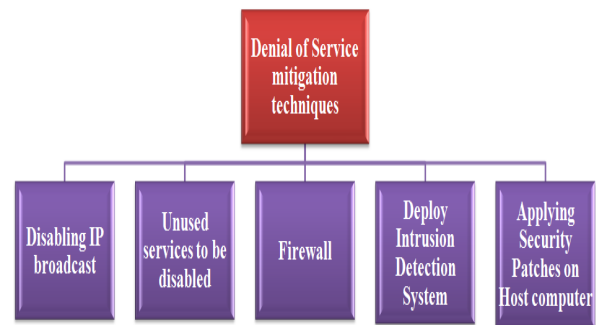 Denial of Service
mitigation
techniques
Disabling IP
broadcast
Unused
services to be
disabled
Firewall
Deploy
Intrusion
Detection
System
Applying
Security
Patches on
Host computer